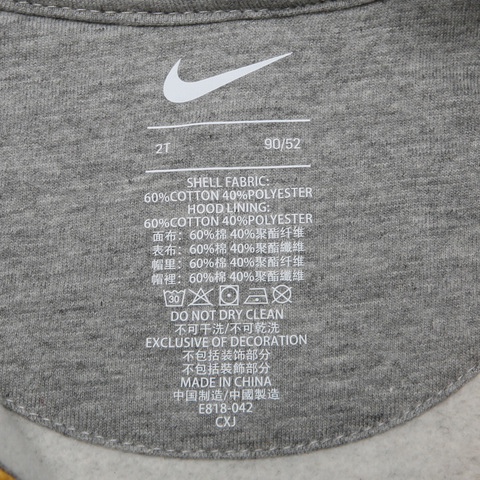 2T 90/52
SHELL FABRIC:
60%COTTON 40%POLYESTER
HOOD LINING:
60%COTTON 40%POLYESTER
面布：60%棉 40%聚酯纤维
表布：60%棉 40%聚酯纖維
帽里：60%棉 40%聚酯纤维
帽裡：60%棉 40%聚酯纖維
30
DO NOT DRY CLEAN
不可干洗/不可乾洗
EXCLUSIVE OF DECORATION
不包括装饰部分
不包括裝飾部分
MADE IN CHINA
中国制造/中國製造
E818-042
CXJ